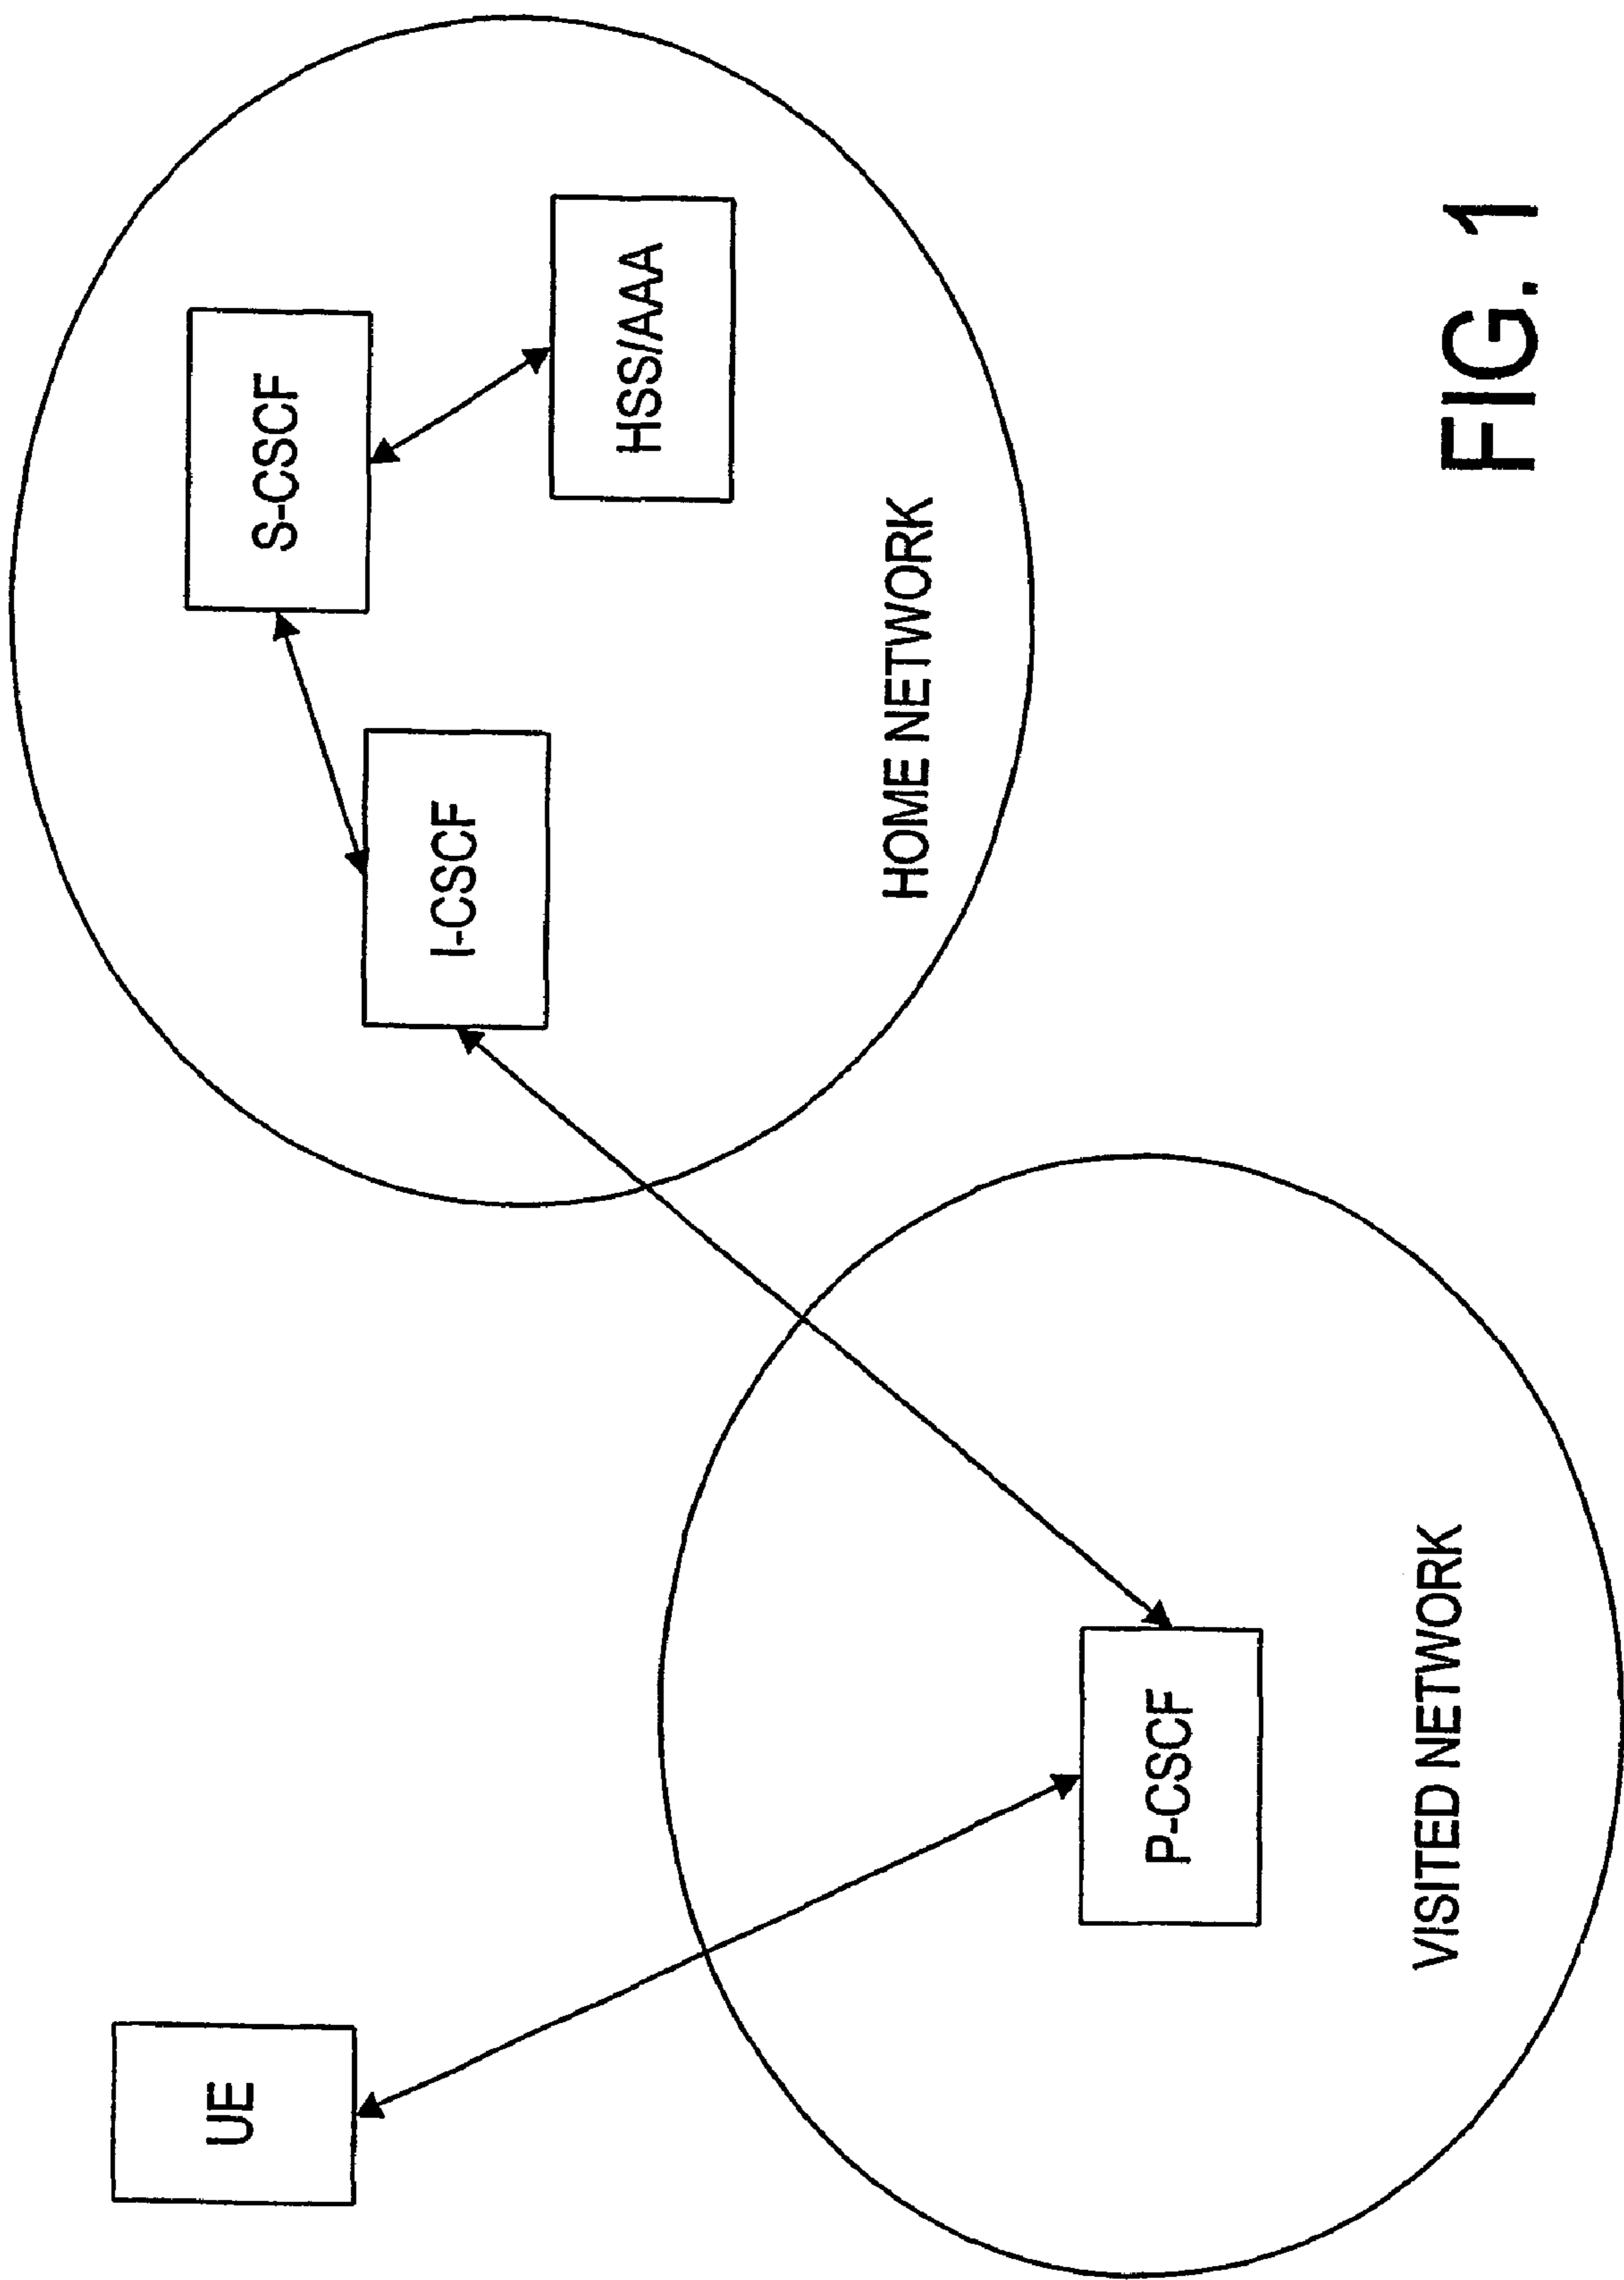 UE
S-CSCF
I-CSCF
HSS/AAA
HOME NETWORK
P-CSCF
VISITED NETWORK
FIG. 1